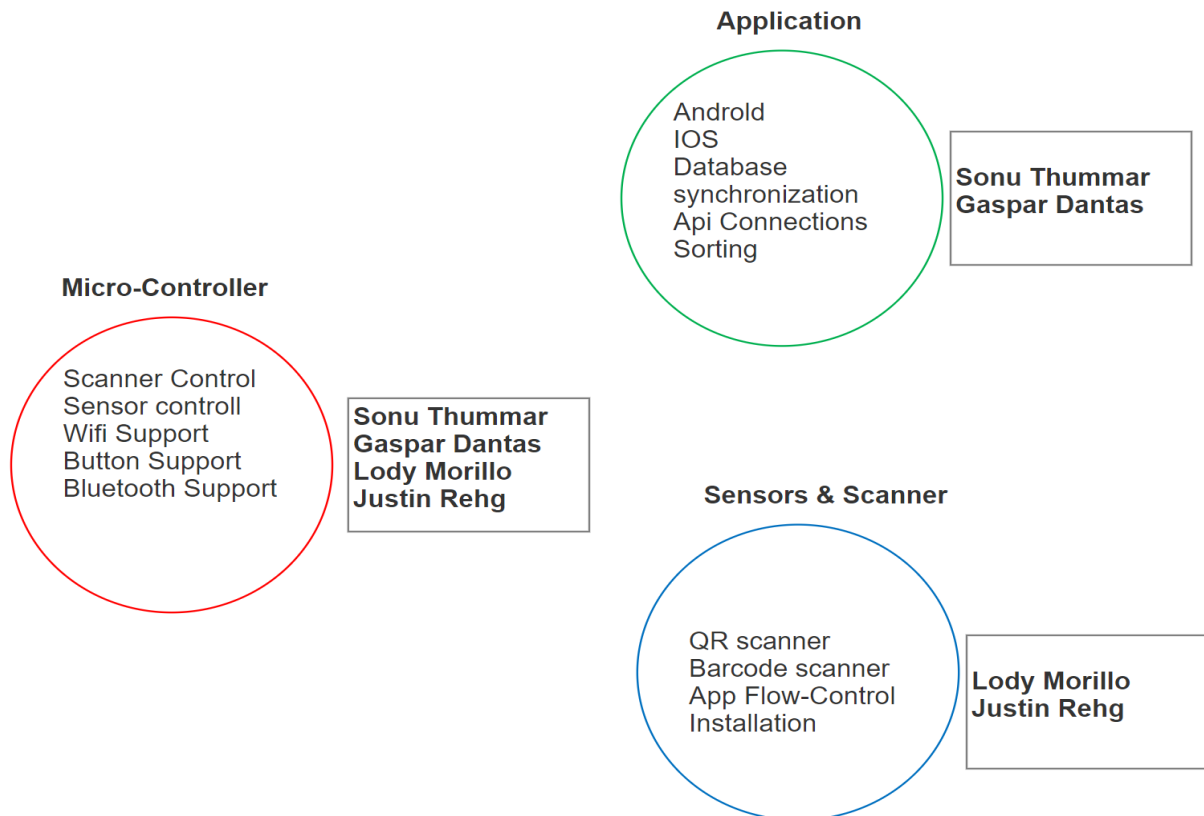 Application
Androld
IOS
Database
synchronization
Api Connections
Sorting
Sonu Thummar
Gaspar Dantas
Micro-Controller
Scanner Control
Sensor controll
Wifi Support
Button Support
Bluetooth Support
Sonu Thummar
Gaspar Dantas
Lody Morillo
Justin Rehg
Sensors & Scanner
QR scanner
Barcode scanner
App Flow-Control
Installation
Lody Morillo
Justin Rehg